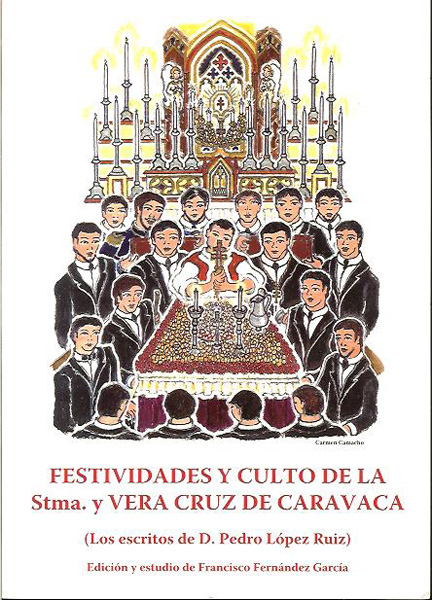 Carmen Camacho
FESTIVIDADES Y CULTO DE LA
Stma. y VERA CRUZ DE CARAVACA
(Los escritos de D. Pedro López Ruiz)
Edición y estudio de Francisco Fernández García